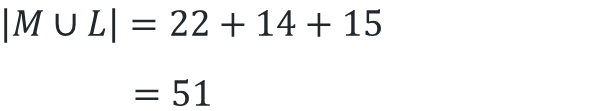 |M ∪ L| = 22 + 14 + 15
= 51